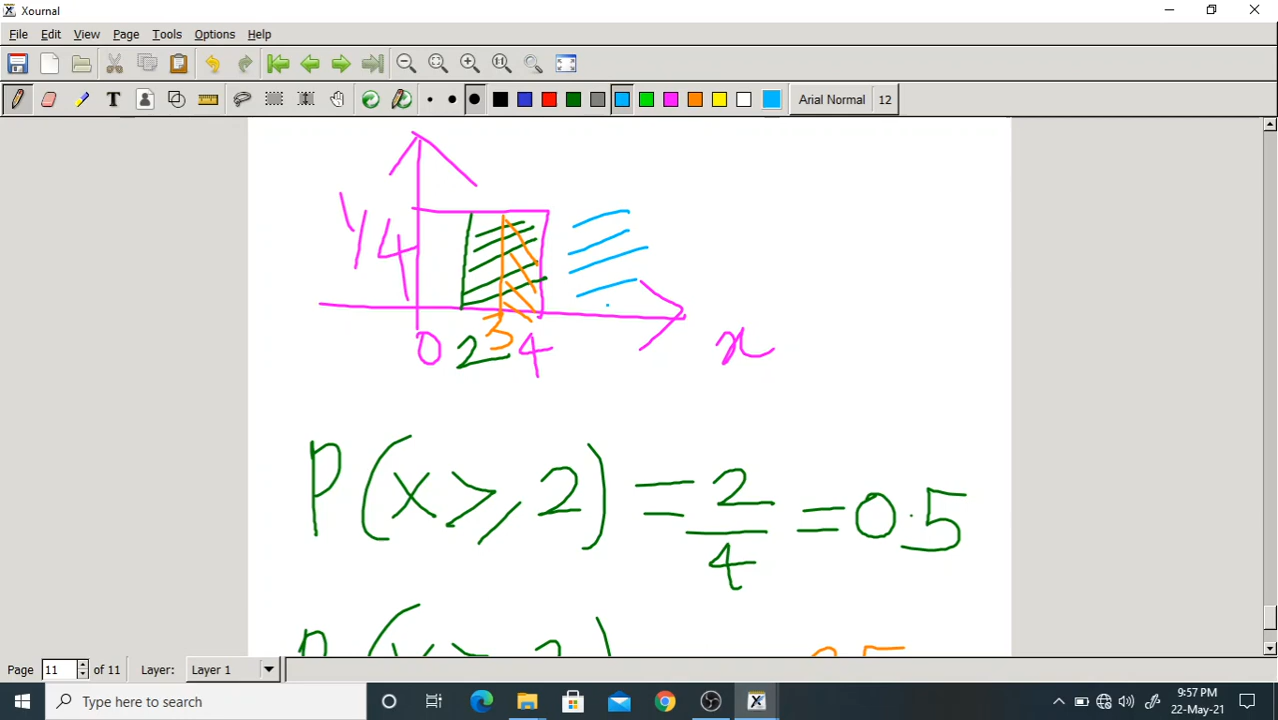 Xournal
File Edit View Page Tools Options Help
Arial Normal 12
1/4
0 2 3 4 x
P(x ≥ 2) = 2/4 = 0.5
Page 11 of 11 Layer: Layer 1
Type here to search
9:57 PM
22-May-21